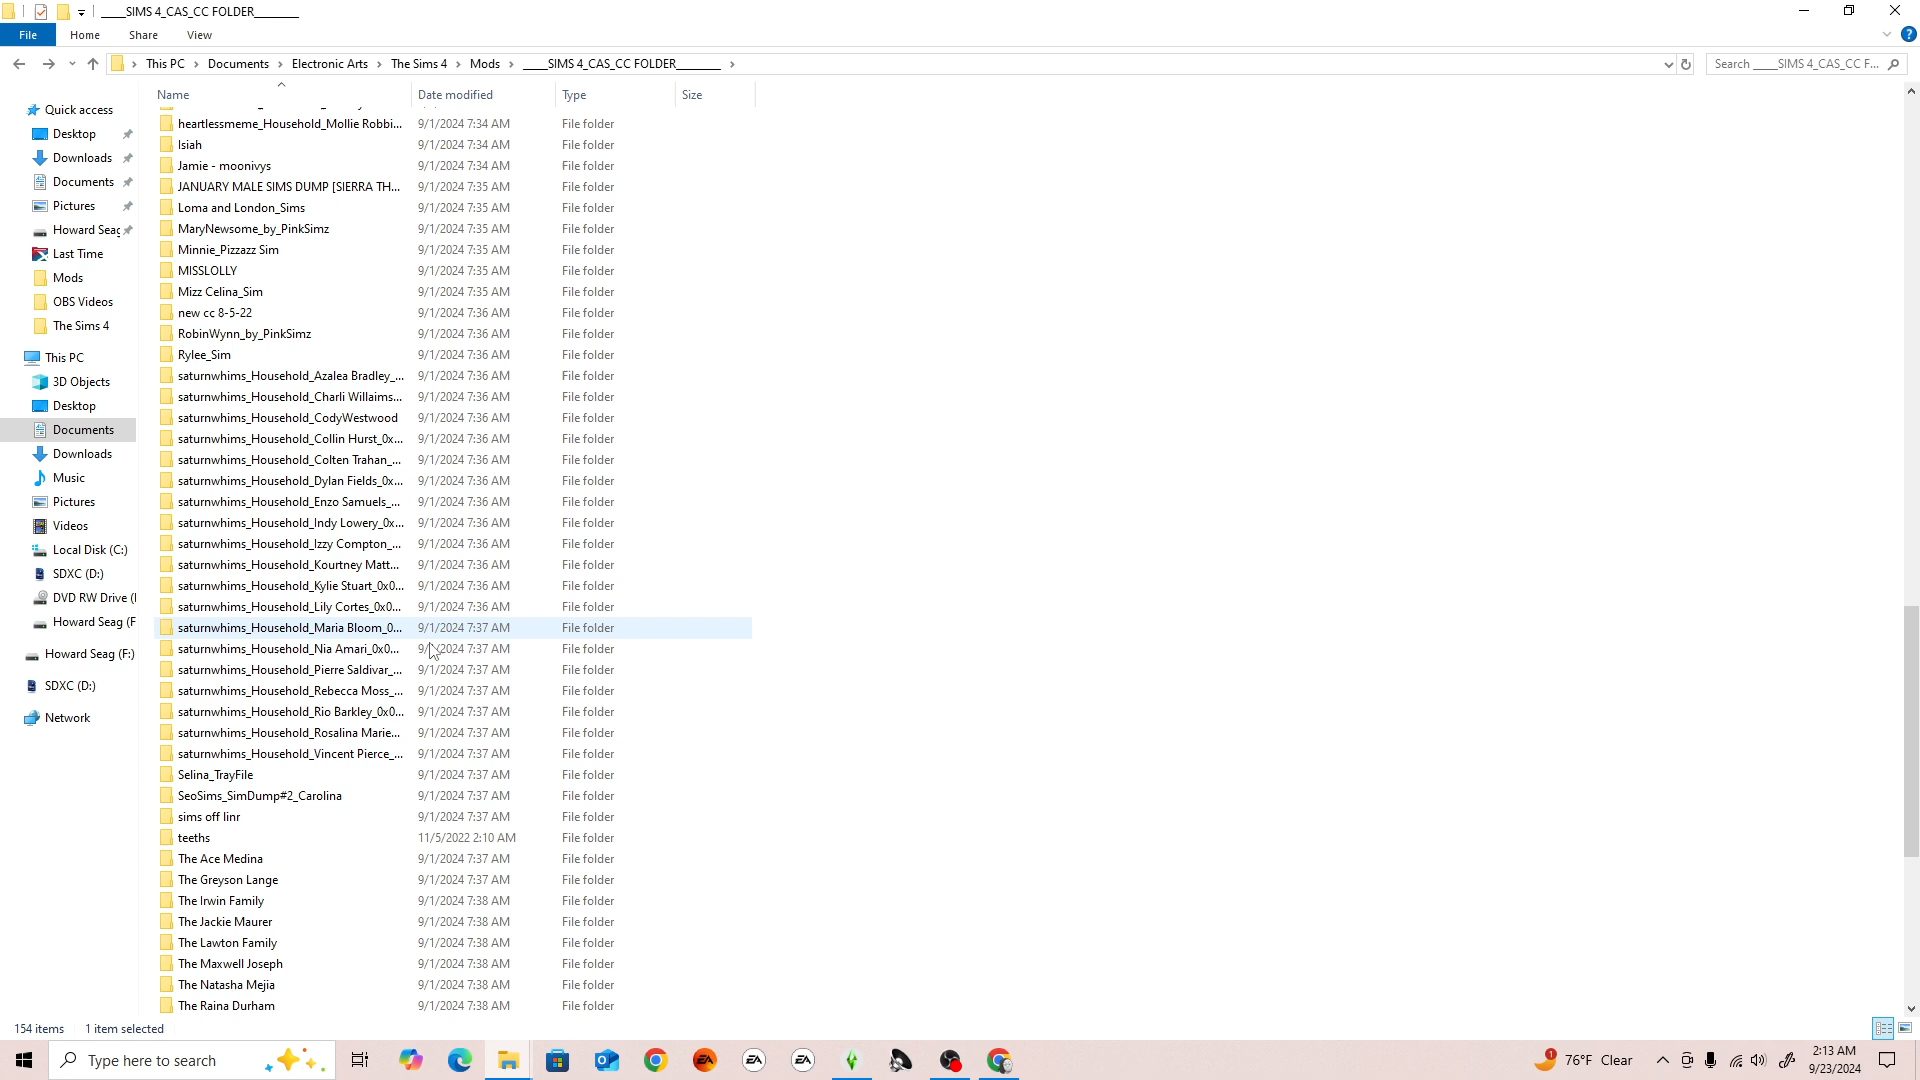 ____SIMS 4_CAS_CC FOLDER________
File Home Share View
This PC > Documents > Electronic Arts > The Sims 4 > Mods > ____SIMS 4_CAS_CC FOLDER________ >
Search ____SIMS 4_CAS_CC F...
Name Date modified Type Size
Quick access
Desktop
Downloads
Documents
Pictures
Howard Seag
Last Time
Mods
OBS Videos
The Sims 4
This PC
3D Objects
Desktop
Documents
Downloads
Music
Pictures
Videos
Local Disk (C:)
SDXC (D:)
DVD RW Drive (
Howard Seag (F
Howard Seag (F:)
SDXC (D:)
Network
heartlessmeme_Household_Mollie Robbi... 9/1/2024 7:34 AM File folder
Isiah 9/1/2024 7:34 AM File folder
Jamie - moonivys 9/1/2024 7:34 AM File folder
JANUARY MALE SIMS DUMP [SIERRA TH... 9/1/2024 7:35 AM File folder
Loma and London_Sims 9/1/2024 7:35 AM File folder
MaryNewsome_by_PinkSimz 9/1/2024 7:35 AM File folder
Minnie_Pizzazz Sim 9/1/2024 7:35 AM File folder
MISSLOLLY 9/1/2024 7:35 AM File folder
Mizz Celina_Sim 9/1/2024 7:35 AM File folder
new cc 8-5-22 9/1/2024 7:36 AM File folder
RobinWynn_by_PinkSimz 9/1/2024 7:36 AM File folder
Rylee_Sim 9/1/2024 7:36 AM File folder
saturnwhims_Household_Azalea Bradley_... 9/1/2024 7:36 AM File folder
saturnwhims_Household_Charli Willaims... 9/1/2024 7:36 AM File folder
saturnwhims_Household_CodyWestwood 9/1/2024 7:36 AM File folder
saturnwhims_Household_Collin Hurst_0x... 9/1/2024 7:36 AM File folder
saturnwhims_Household_Colten Trahan_... 9/1/2024 7:36 AM File folder
saturnwhims_Household_Dylan Fields_0x... 9/1/2024 7:36 AM File folder
saturnwhims_Household_Enzo Samuels_... 9/1/2024 7:36 AM File folder
saturnwhims_Household_Indy Lowery_0x... 9/1/2024 7:36 AM File folder
saturnwhims_Household_Izzy Compton_... 9/1/2024 7:36 AM File folder
saturnwhims_Household_Kourtney Matt... 9/1/2024 7:36 AM File folder
saturnwhims_Household_Kylie Stuart_0x0... 9/1/2024 7:36 AM File folder
saturnwhims_Household_Lily Cortes_0x0... 9/1/2024 7:36 AM File folder
saturnwhims_Household_Maria Bloom_0... 9/1/2024 7:37 AM File folder
saturnwhims_Household_Nia Amari_0x0... 9/1/2024 7:37 AM File folder
saturnwhims_Household_Pierre Saldivar_... 9/1/2024 7:37 AM File folder
saturnwhims_Household_Rebecca Moss_... 9/1/2024 7:37 AM File folder
saturnwhims_Household_Rio Barkley_0x0... 9/1/2024 7:37 AM File folder
saturnwhims_Household_Rosalina Marie... 9/1/2024 7:37 AM File folder
saturnwhims_Household_Vincent Pierce_... 9/1/2024 7:37 AM File folder
Selina_TrayFile 9/1/2024 7:37 AM File folder
SeoSims_SimDump#2_Carolina 9/1/2024 7:37 AM File folder
sims off linr 9/1/2024 7:37 AM File folder
teeths 11/5/2022 2:10 AM File folder
The Ace Medina 9/1/2024 7:37 AM File folder
The Greyson Lange 9/1/2024 7:37 AM File folder
The Irwin Family 9/1/2024 7:38 AM File folder
The Jackie Maurer 9/1/2024 7:38 AM File folder
The Lawton Family 9/1/2024 7:38 AM File folder
The Maxwell Joseph 9/1/2024 7:38 AM File folder
The Natasha Mejia 9/1/2024 7:38 AM File folder
The Raina Durham 9/1/2024 7:38 AM File folder
154 items 1 item selected
Type here to search
EA EA EA
1 76°F Clear
2:13 AM
9/23/2024